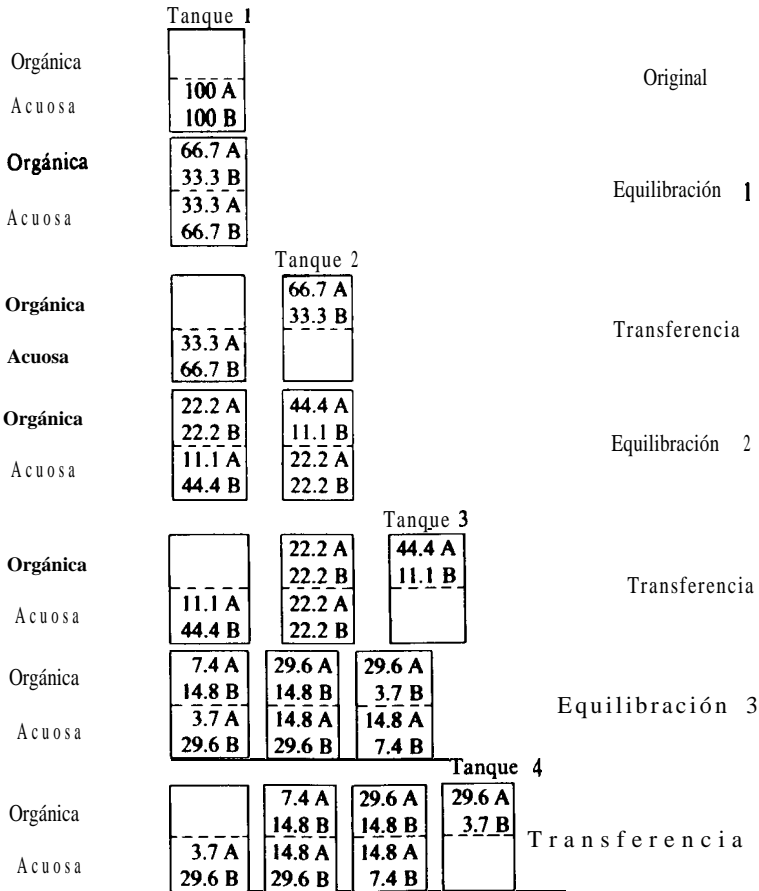 Tanque 1
Orgánica
Acuosa
100 A
100 B
Original
Orgánica
Acuosa
66.7 A
33.3 B
33.3 A
66.7 B
Equilibración 1
Tanque 2
Orgánica
Acuosa
33.3 A
66.7 B
66.7 A
33.3 B
Transferencia
Orgánica
Acuosa
22.2 A
22.2 B
11.1 A
44.4 B
44.4 A
11.1 B
22.2 A
22.2 B
Equilibración 2
Tanque 3
Orgánica
Acuosa
11.1 A
44.4 B
22.2 A
22.2 B
22.2 A
22.2 B
44.4 A
11.1 B
Transferencia
Orgánica
Acuosa
7.4 A
14.8 B
3.7 A
29.6 B
29.6 A
14.8 B
14.8 A
29.6 B
29.6 A
3.7 B
14.8 A
7.4 B
Equilibración 3
Tanque 4
Orgánica
Acuosa
3.7 A
29.6 B
7.4 A
14.8 B
14.8 A
29.6 B
29.6 A
14.8 B
14.8 A
7.4 B
29.6 A
3.7 B
Transferencia